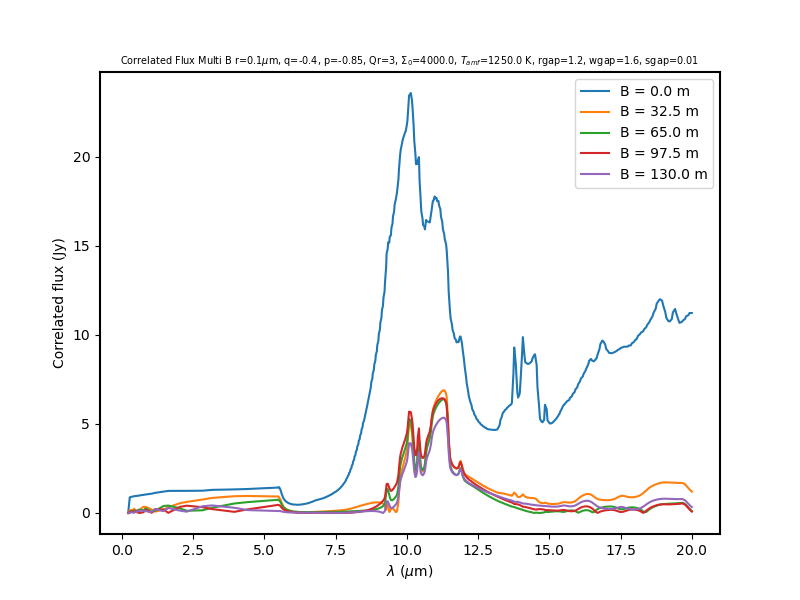 Correlated Flux Multi B r=0.1μm, q=-0.4, p=-0.85, Qr=3, Σ₀=4000.0, T_amf=1250.0 K, rgap=1.2, wgap=1.6, sgap=0.01
B = 0.0 m
B = 32.5 m
B = 65.0 m
B = 97.5 m
B = 130.0 m
Correlated flux (Jy)
20
15
10
5
0
0.0 2.5 5.0 7.5 10.0 12.5 15.0 17.5 20.0
λ (μm)